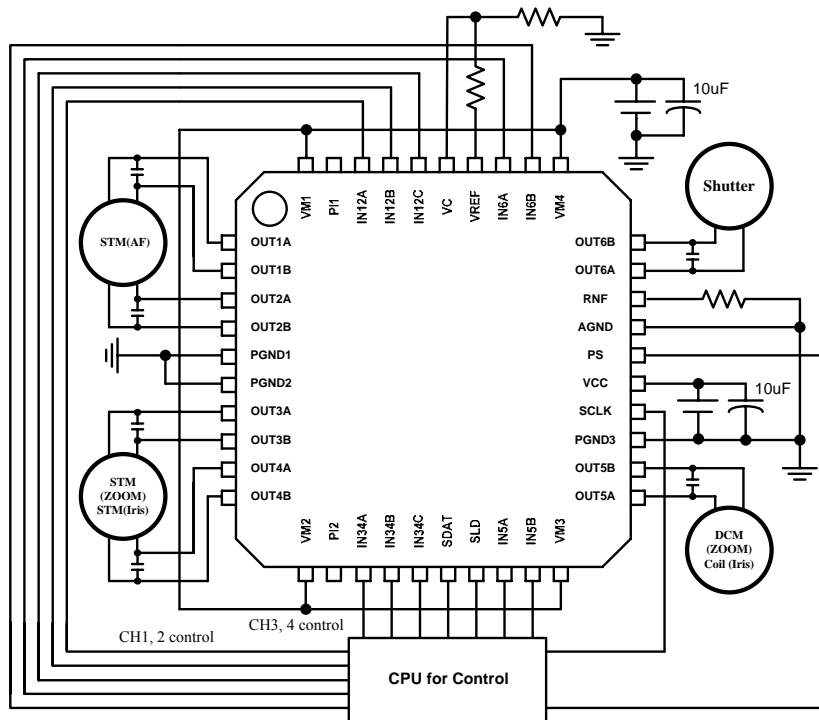 10uF
VM1
PI1
IN12A
IN12B
IN12C
VC
VREF
IN6A
IN6B
VM4
Shutter
STM(AF)
OUT1A
OUT1B
OUT2A
OUT2B
PGND1
PGND2
OUT3A
OUT3B
OUT4A
OUT4B
OUT6B
OUT6A
RNF
AGND
PS
VCC
SCLK
PGND3
OUT5B
OUT5A
10uF
STM
(ZOOM)
STM(Iris)
DCM
(ZOOM)
Coil (Iris)
VM2
PI2
IN34A
IN34B
IN34C
SDAT
SLD
IN5A
IN5B
VM3
CH1, 2 control
CH3, 4 control
CPU for Control